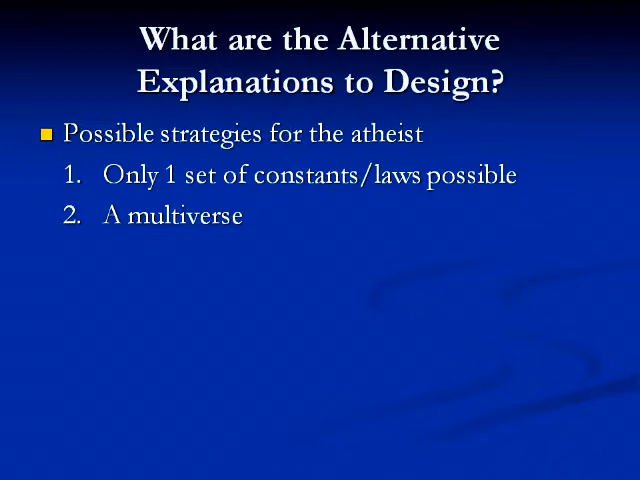 What are the Alternative
Explanations to Design?
Possible strategies for the atheist
1. Only 1 set of constants/laws possible
2. A multiverse